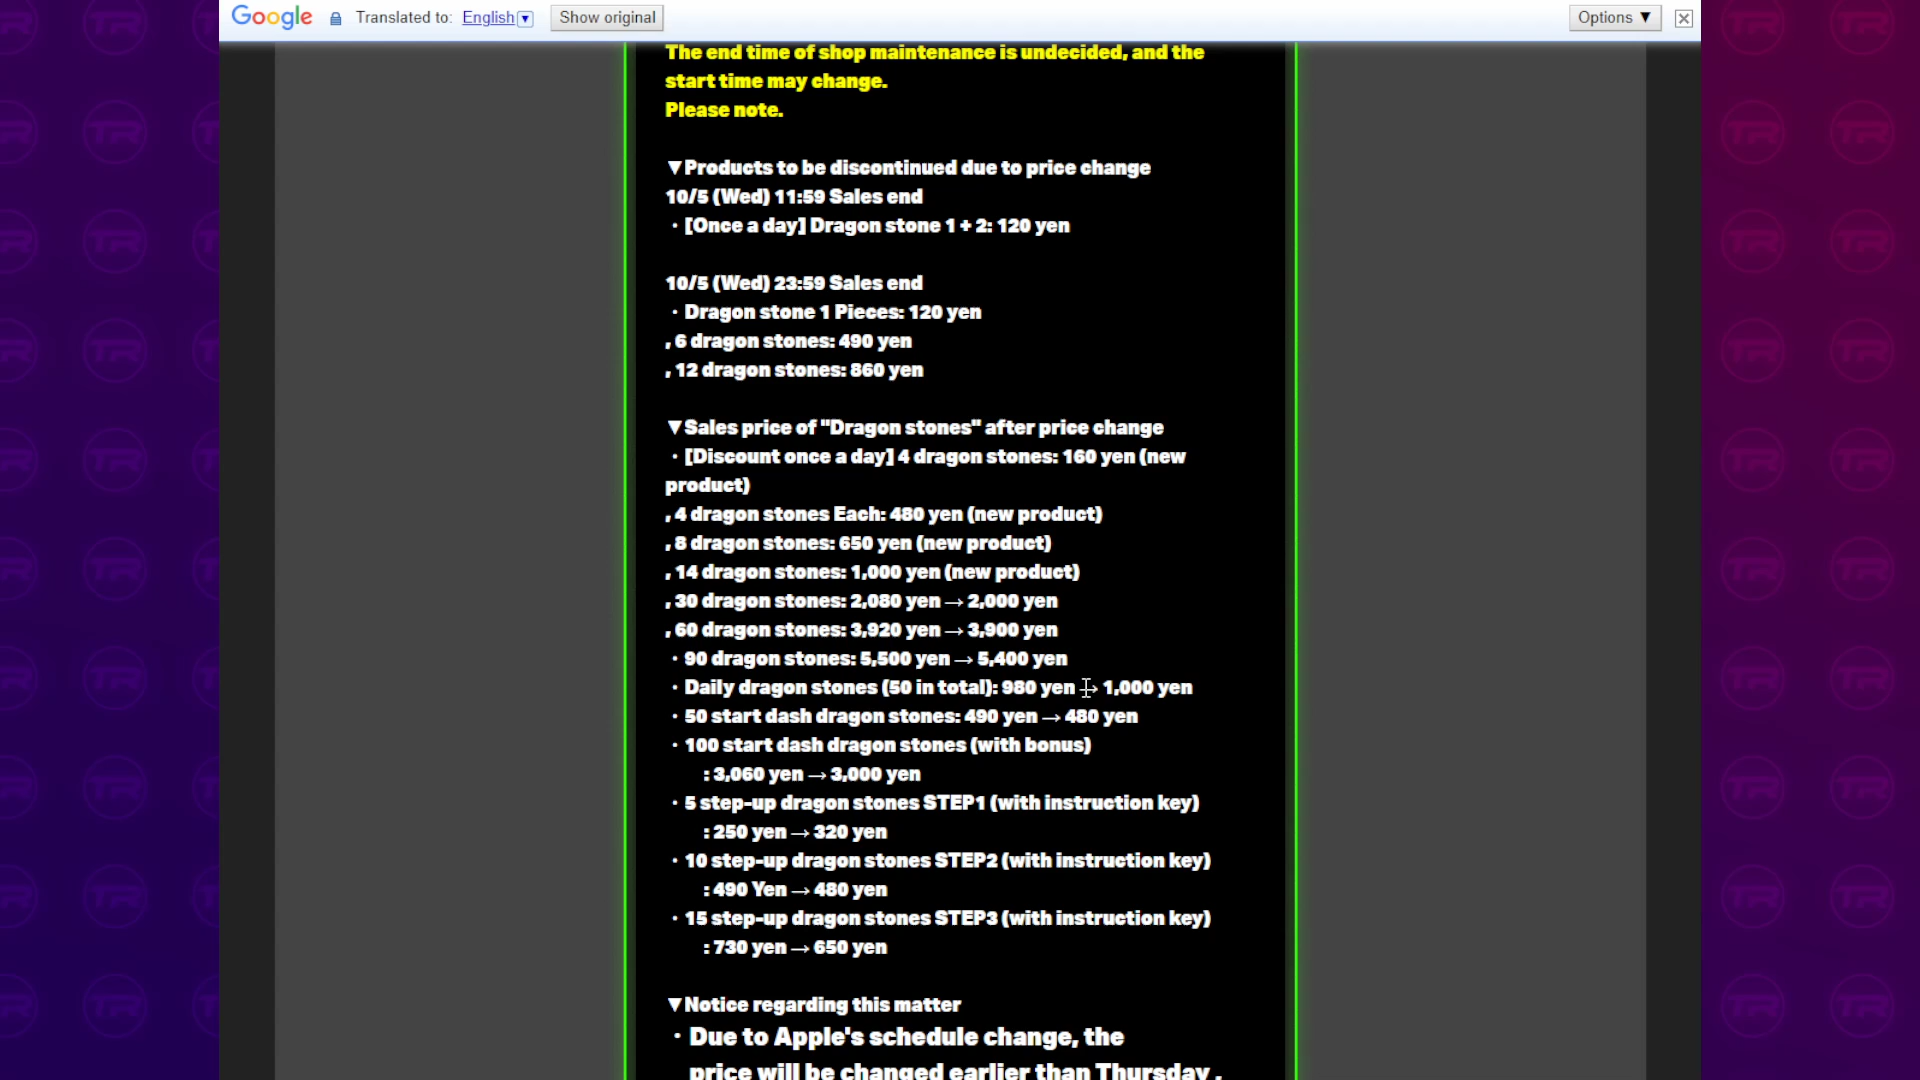 Google Translated to: English ▼ Show original Options ▼
The end time of shop maintenance is undecided, and the
start time may change.
Please note.
▼Products to be discontinued due to price change
10/5 (Wed) 11:59 Sales end
・[Once a day] Dragon stone 1 + 2: 120 yen
10/5 (Wed) 23:59 Sales end
・Dragon stone 1 Pieces: 120 yen
, 6 dragon stones: 490 yen
, 12 dragon stones: 860 yen
▼Sales price of "Dragon stones" after price change
・[Discount once a day] 4 dragon stones: 160 yen (new
product)
, 4 dragon stones Each: 480 yen (new product)
, 8 dragon stones: 650 yen (new product)
, 14 dragon stones: 1,000 yen (new product)
, 30 dragon stones: 2,080 yen → 2,000 yen
, 60 dragon stones: 3,920 yen → 3,900 yen
・90 dragon stones: 5,500 yen → 5,400 yen
・Daily dragon stones (50 in total): 980 yen → 1,000 yen
・50 start dash dragon stones: 490 yen → 480 yen
・100 start dash dragon stones (with bonus)
: 3,060 yen → 3,000 yen
・5 step-up dragon stones STEP1 (with instruction key)
: 250 yen → 320 yen
・10 step-up dragon stones STEP2 (with instruction key)
: 490 Yen → 480 yen
・15 step-up dragon stones STEP3 (with instruction key)
: 730 yen → 650 yen
▼Notice regarding this matter
・Due to Apple's schedule change, the
price will be changed earlier than Thursday ,